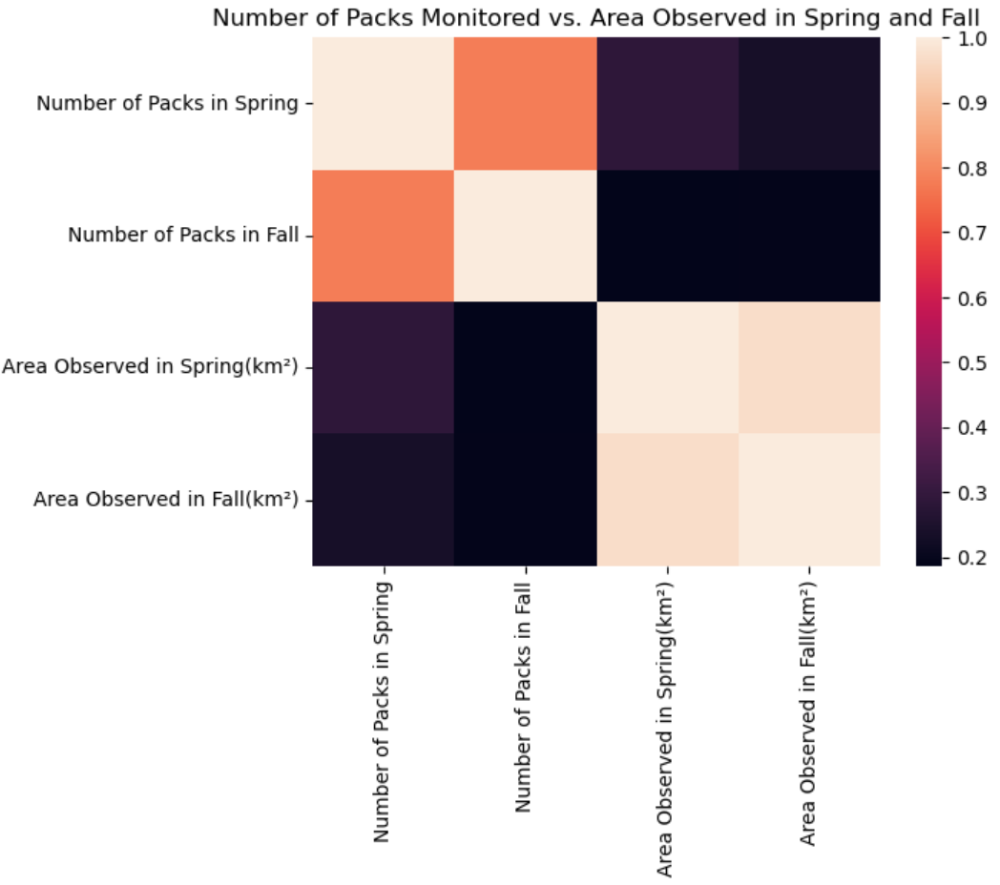 Number of Packs Monitored vs. Area Observed in Spring and Fall
Number of Packs in Spring
Number of Packs in Fall
Area Observed in Spring(km²)
Area Observed in Fall(km²)
Number of Packs in Spring
Number of Packs in Fall
Area Observed in Spring(km²)
Area Observed in Fall(km²)
1.0
0.9
0.8
0.7
0.6
0.5
0.4
0.3
0.2